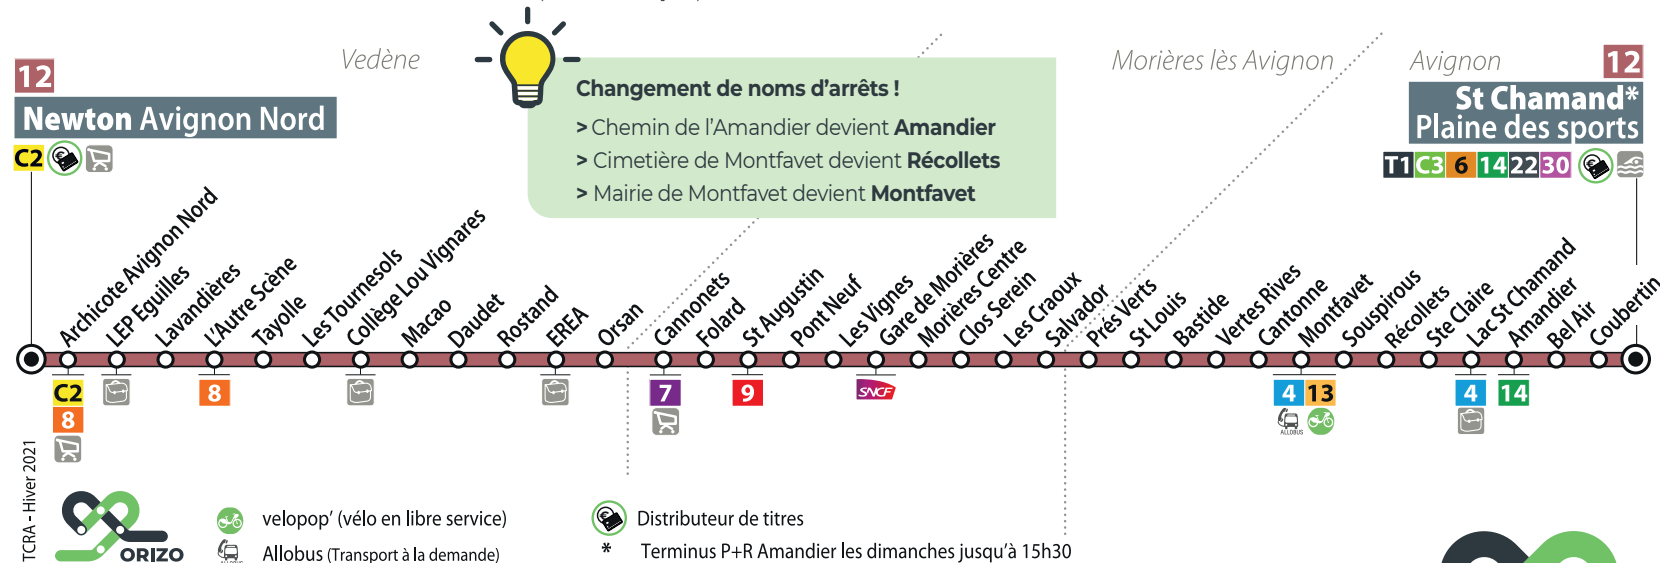 Vedène
Morières lès Avignon
Avignon
12
Newton Avignon Nord
C2
Changement de noms d'arrêts !
> Chemin de l'Amandier devient Amandier
> Cimetière de Montfavet devient Récollets
> Mairie de Montfavet devient Montfavet
12
St Chamand*
Plaine des sports
T1 C3 6 14 22 30
Archicote Avignon Nord
LEP Eguilles
Lavandières
L'Autre Scène
Tayolle
Les Tournesols
Collège Lou Vignares
Macao
Daudet
Rostand
EREA
Orsan
Cannonets
Folard
St Augustin
Pont Neuf
Les Vignes
Gare de Morières
Morières Centre
Clos Serein
Les Craoux
Salvador
Prés Verts
St Louis
Bastide
Vertes Rives
Cantonne
Montfavet
Souspirous
Récollets
Ste Claire
Lac St Chamand
Amandier
Bel Air
Coubertin
C2
8
8
7
9
SNCF
4 13
ALLOBUS
4
14
TCRA - Hiver 2021
ORIZO
velopop' (vélo en libre service)
Allobus (Transport à la demande)
Distributeur de titres
* Terminus P+R Amandier les dimanches jusqu'à 15h30